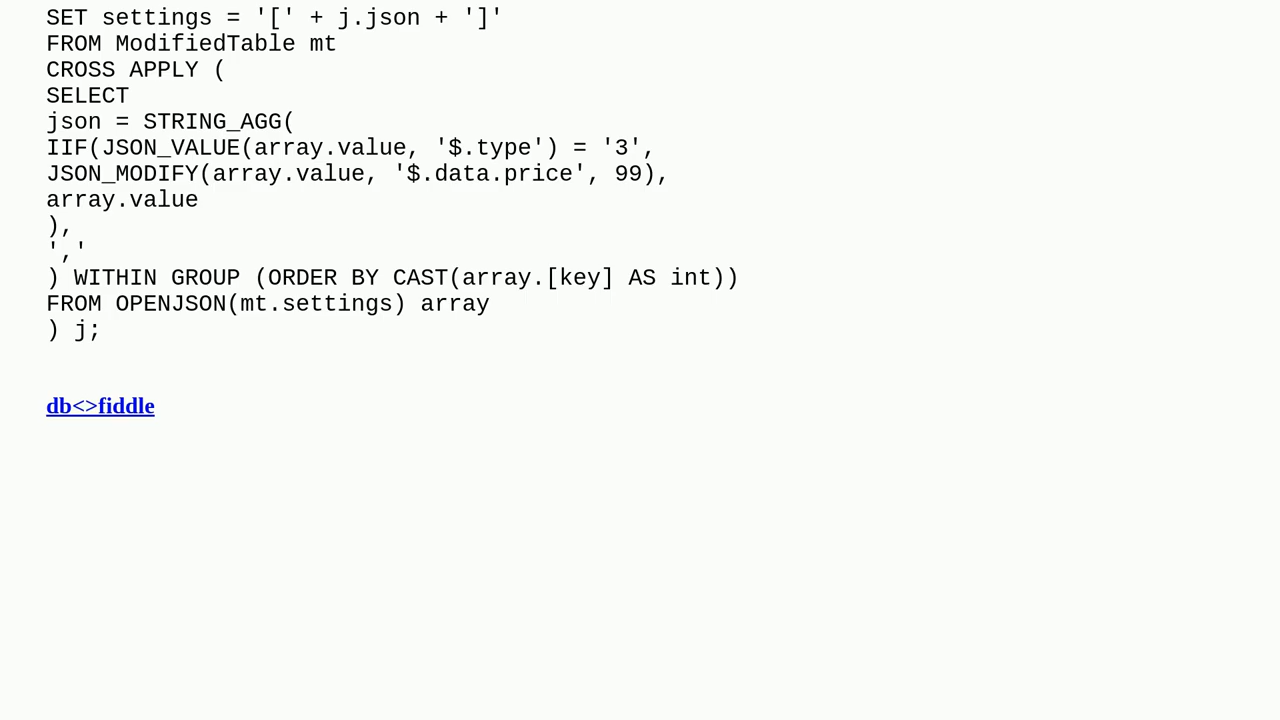 SET settings = '[' + j.json + ']'
FROM ModifiedTable mt
CROSS APPLY (
SELECT
json = STRING_AGG(
IIF(JSON_VALUE(array.value, '$.type') = '3',
JSON_MODIFY(array.value, '$.data.price', 99),
array.value
),
','
) WITHIN GROUP (ORDER BY CAST(array.[key] AS int))
FROM OPENJSON(mt.settings) array
) j;
db<>fiddle